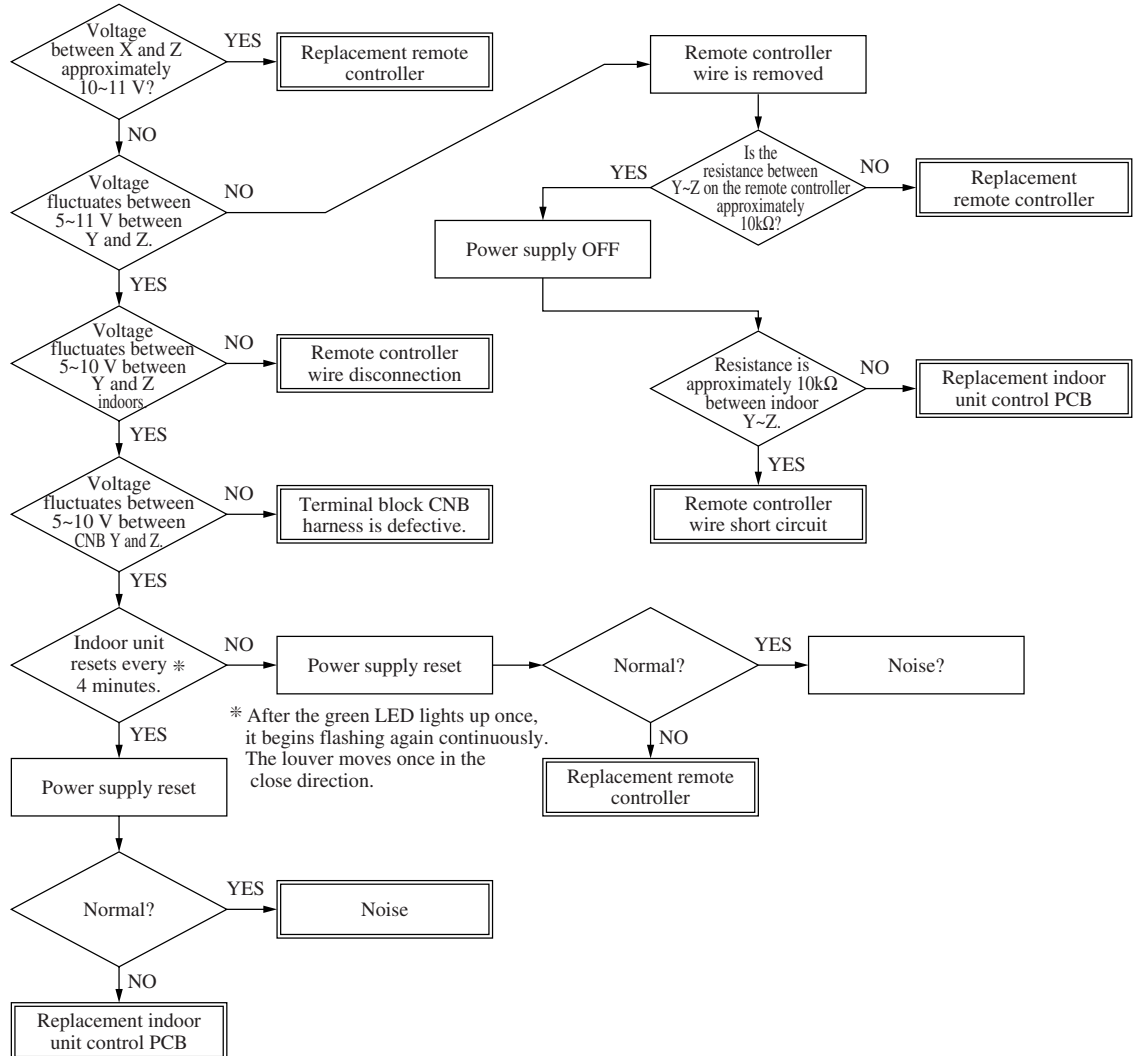 Voltage
between X and Z
approximately
10~11 V?
YES
Replacement remote
controller
NO
Voltage
fluctuates between
5~11 V between
Y and Z.
NO
Remote controller
wire is removed
Is the
resistance between
Y~Z on the remote controller
approximately
10kΩ?
NO
Replacement
remote controller
YES
Power supply OFF
Resistance is
approximately 10kΩ
between indoor
Y~Z.
NO
Replacement indoor
unit control PCB
YES
Remote controller
wire short circuit
YES
Voltage
fluctuates between
5~10 V between
Y and Z
indoors.
NO
Remote controller
wire disconnection
YES
Voltage
fluctuates between
5~10 V between
CNB Y and Z.
NO
Terminal block CNB
harness is defective.
YES
Indoor unit
resets every ✳
4 minutes.
NO
Power supply reset
Normal?
YES
Noise?
NO
Replacement remote
controller
✳ After the green LED lights up once,
it begins flashing again continuously.
The louver moves once in the
close direction.
YES
Power supply reset
Normal?
YES
Noise
NO
Replacement indoor
unit control PCB